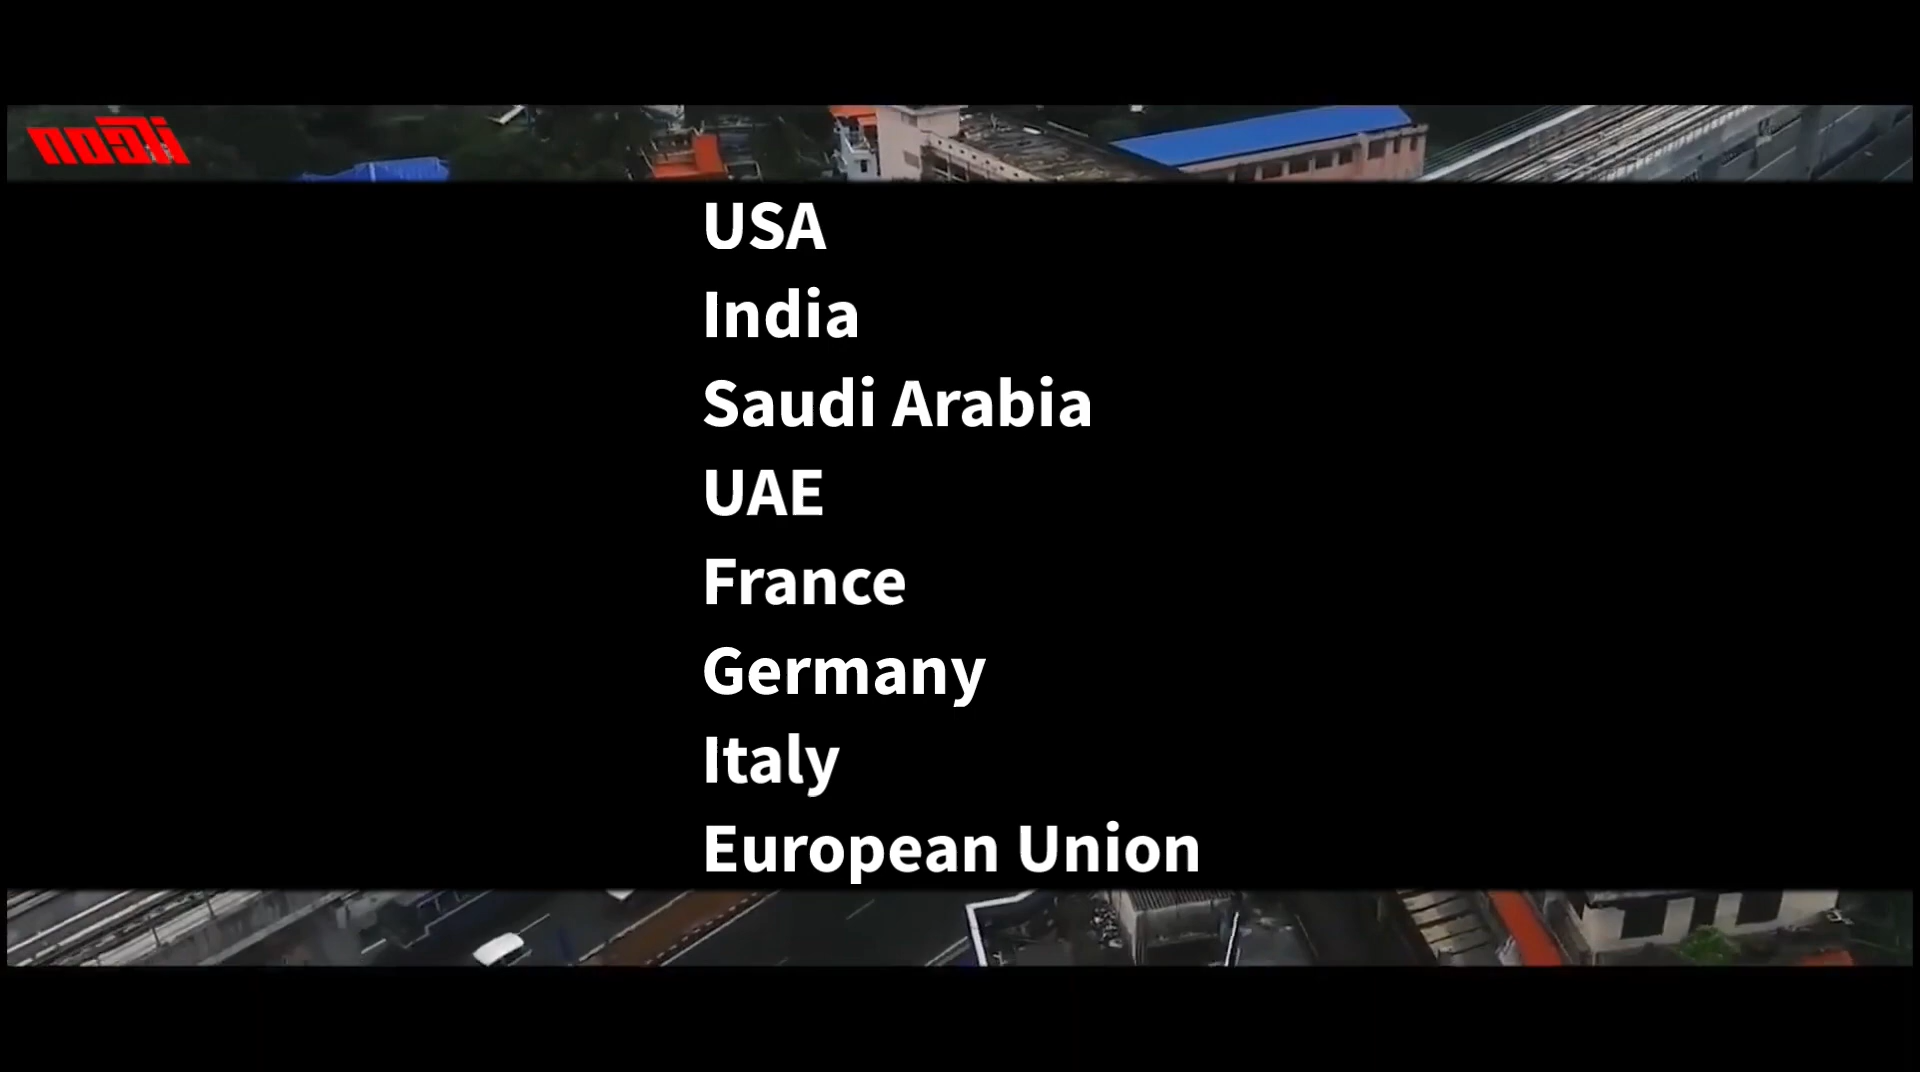 USA
India
Saudi Arabia
UAE
France
Germany
Italy
European Union